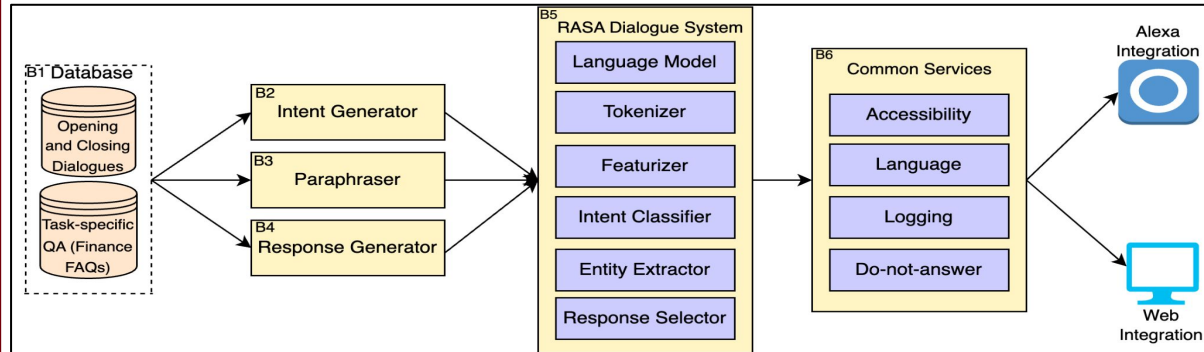 B1 Database
Opening
and Closing
Dialogues
Task-specific
QA (Finance
FAQs)
B2
Intent Generator
B3
Paraphraser
B4
Response Generator
B5
RASA Dialogue System
Language Model
Tokenizer
Featurizer
Intent Classifier
Entity Extractor
Response Selector
B6
Common Services
Accessibility
Language
Logging
Do-not-answer
Alexa
Integration
Web
Integration